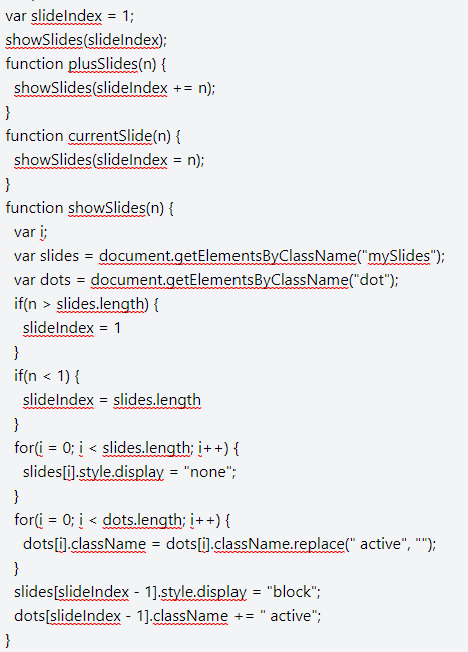 var slideIndex = 1;
showSlides(slideIndex);
function plusSlides(n) {
showSlides(slideIndex += n);
}
function currentSlide(n) {
showSlides(slideIndex = n);
}
function showSlides(n) {
var i;
var slides = document.getElementsByClassName("mySlides");
var dots = document.getElementsByClassName("dot");
if(n > slides.length) {
slideIndex = 1
}
if(n < 1) {
slideIndex = slides.length
}
for(i = 0; i < slides.length; i++) {
slides[i].style.display = "none";
}
for(i = 0; i < dots.length; i++) {
dots[i].className = dots[i].className.replace(" active", "");
}
slides[slideIndex - 1].style.display = "block";
dots[slideIndex - 1].className += " active";
}